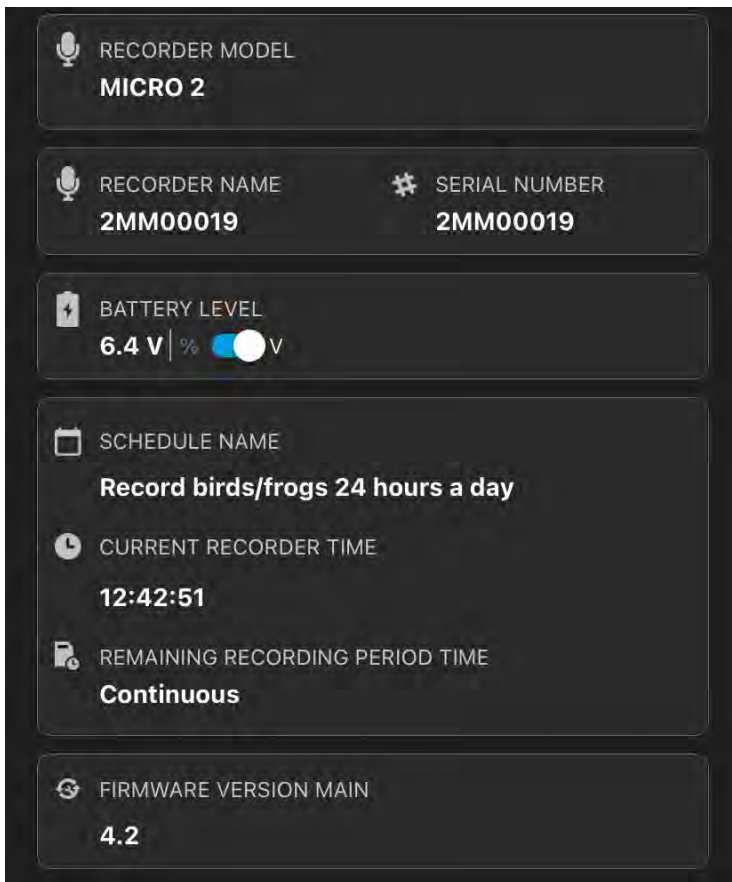 RECORDER MODEL
MICRO 2
RECORDER NAME
2MM00019
SERIAL NUMBER
2MM00019
BATTERY LEVEL
6.4 V | % V
SCHEDULE NAME
Record birds/frogs 24 hours a day
CURRENT RECORDER TIME
12:42:51
REMAINING RECORDING PERIOD TIME
Continuous
FIRMWARE VERSION MAIN
4.2